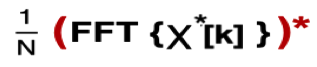 1/N (FFT {X*[k] })*